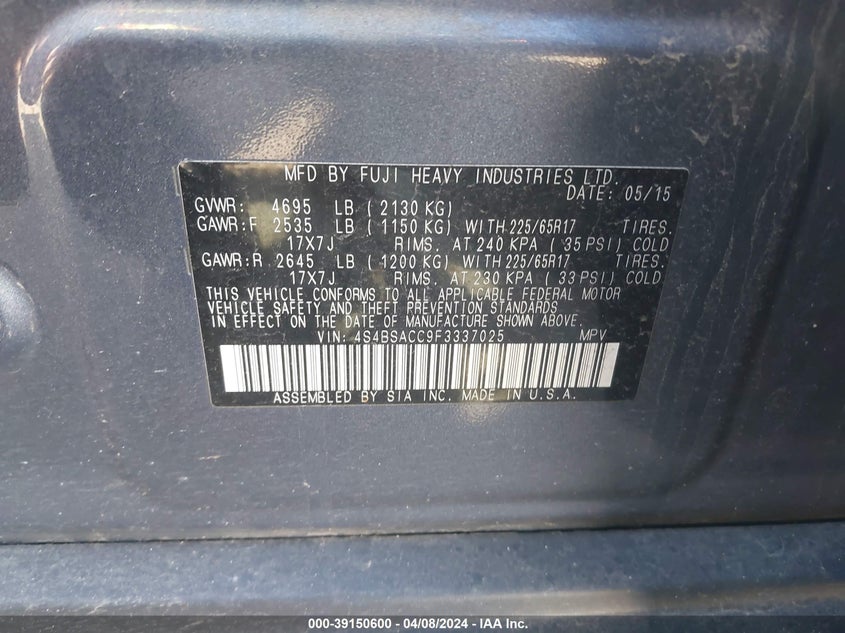 MFD BY FUJI HEAVY INDUSTRIES LTD.
DATE: 05/15
GVWR: 4695 LB (2130 KG)
GAWR:F 2535 LB (1150 KG) WITH 225/65R17 TIRES.
17X7J RIMS. AT 240 KPA (35 PSI) COLD
GAWR:R 2645 LB (1200 KG) WITH 225/65R17 TIRES.
17X7J RIMS. AT 230 KPA (33 PSI) COLD
THIS VEHICLE CONFORMS TO ALL APPLICABLE FEDERAL MOTOR
VEHICLE SAFETY AND THEFT PREVENTION STANDARDS
IN EFFECT ON THE DATE OF MANUFACTURE SHOWN ABOVE.
VIN: 4S4BSACC9F3337025 MPV
ASSEMBLED BY SIA INC. MADE IN U.S.A.
000-39150600 - 04/08/2024 - IAA Inc.